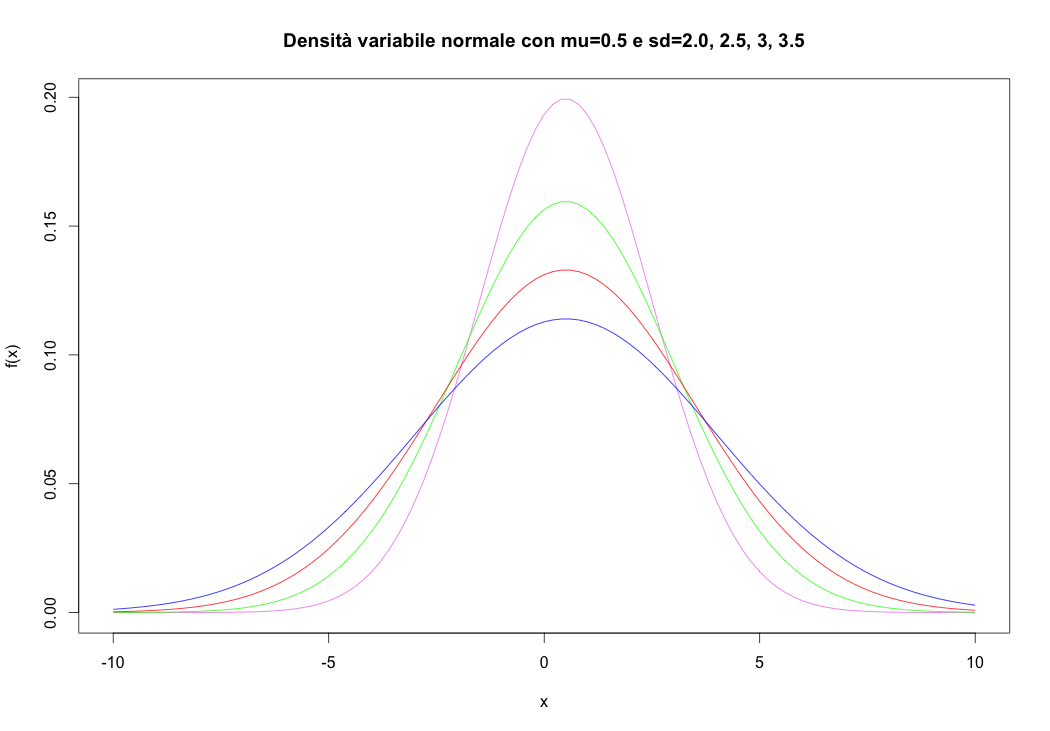 Densità variabile normale con mu=0.5 e sd=2.0, 2.5, 3, 3.5
0.20
0.15
0.10
0.05
0.00
f(x)
-10 -5 0 5 10
x